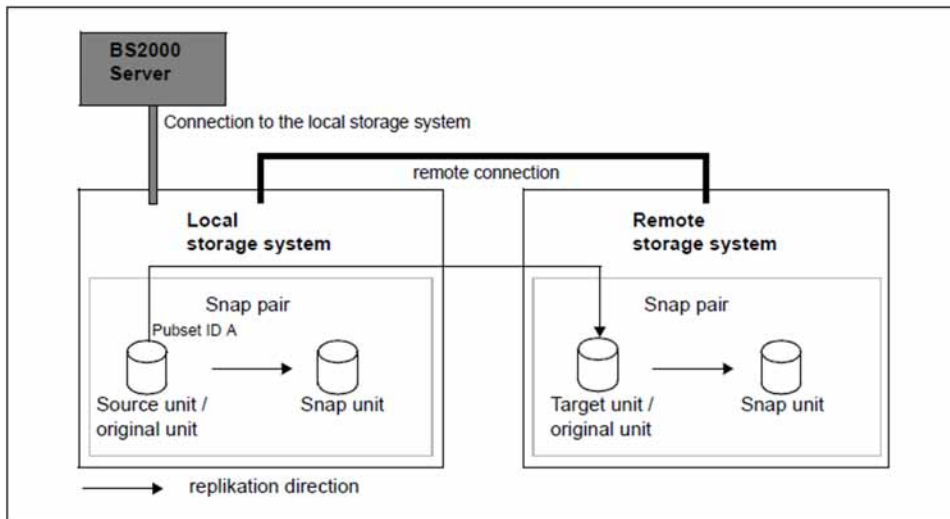 BS2000
Server
Connection to the local storage system
remote connection
Local
storage system
Remote
storage system
Snap pair
Pubset ID A
Source unit /
original unit
Snap unit
Snap pair
Target unit /
original unit
Snap unit
replikation direction